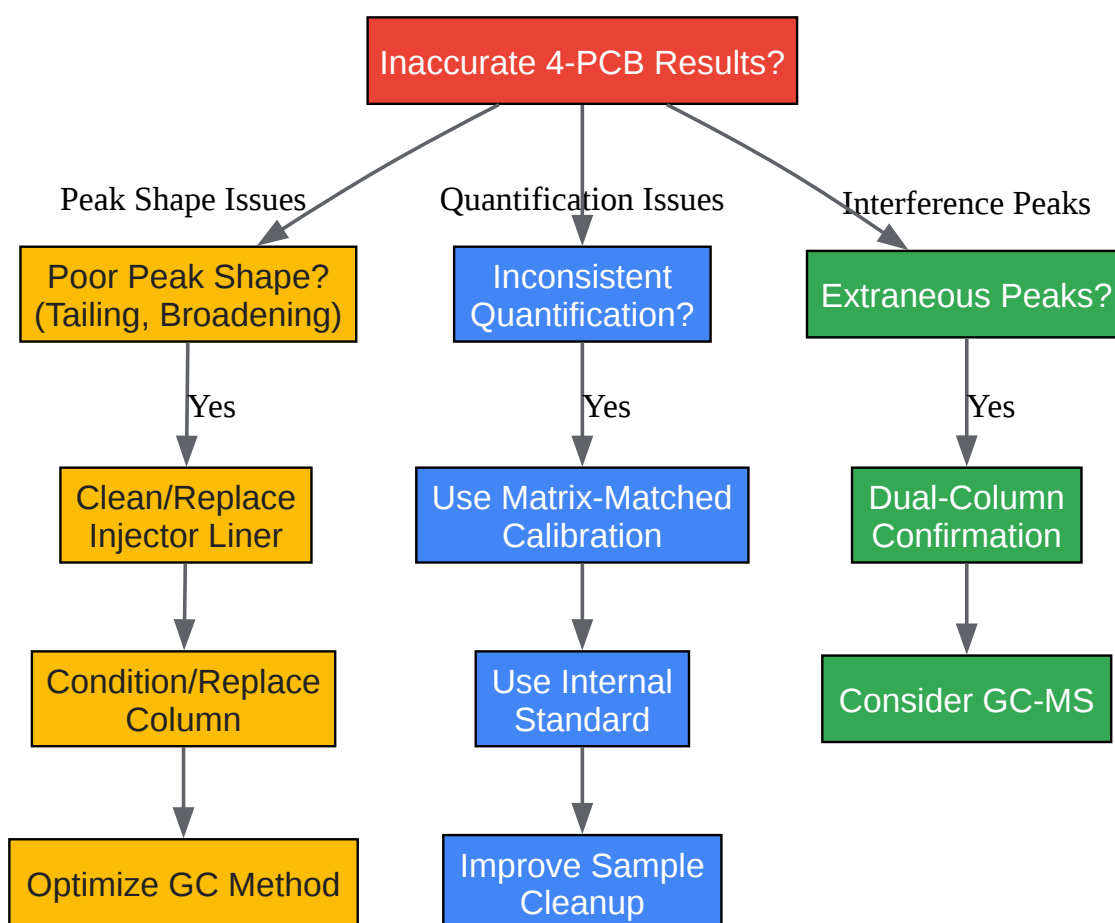 Inaccurate 4-PCB Results?
Peak Shape Issues
Quantification Issues
Interference Peaks
Poor Peak Shape?
(Tailing, Broadening)
Inconsistent
Quantification?
Extraneous Peaks?
Yes
Yes
Yes
Clean/Replace
Injector Liner
Use Matrix-Matched
Calibration
Dual-Column
Confirmation
Condition/Replace
Column
Use Internal
Standard
Consider GC-MS
Optimize GC Method
Improve Sample
Cleanup